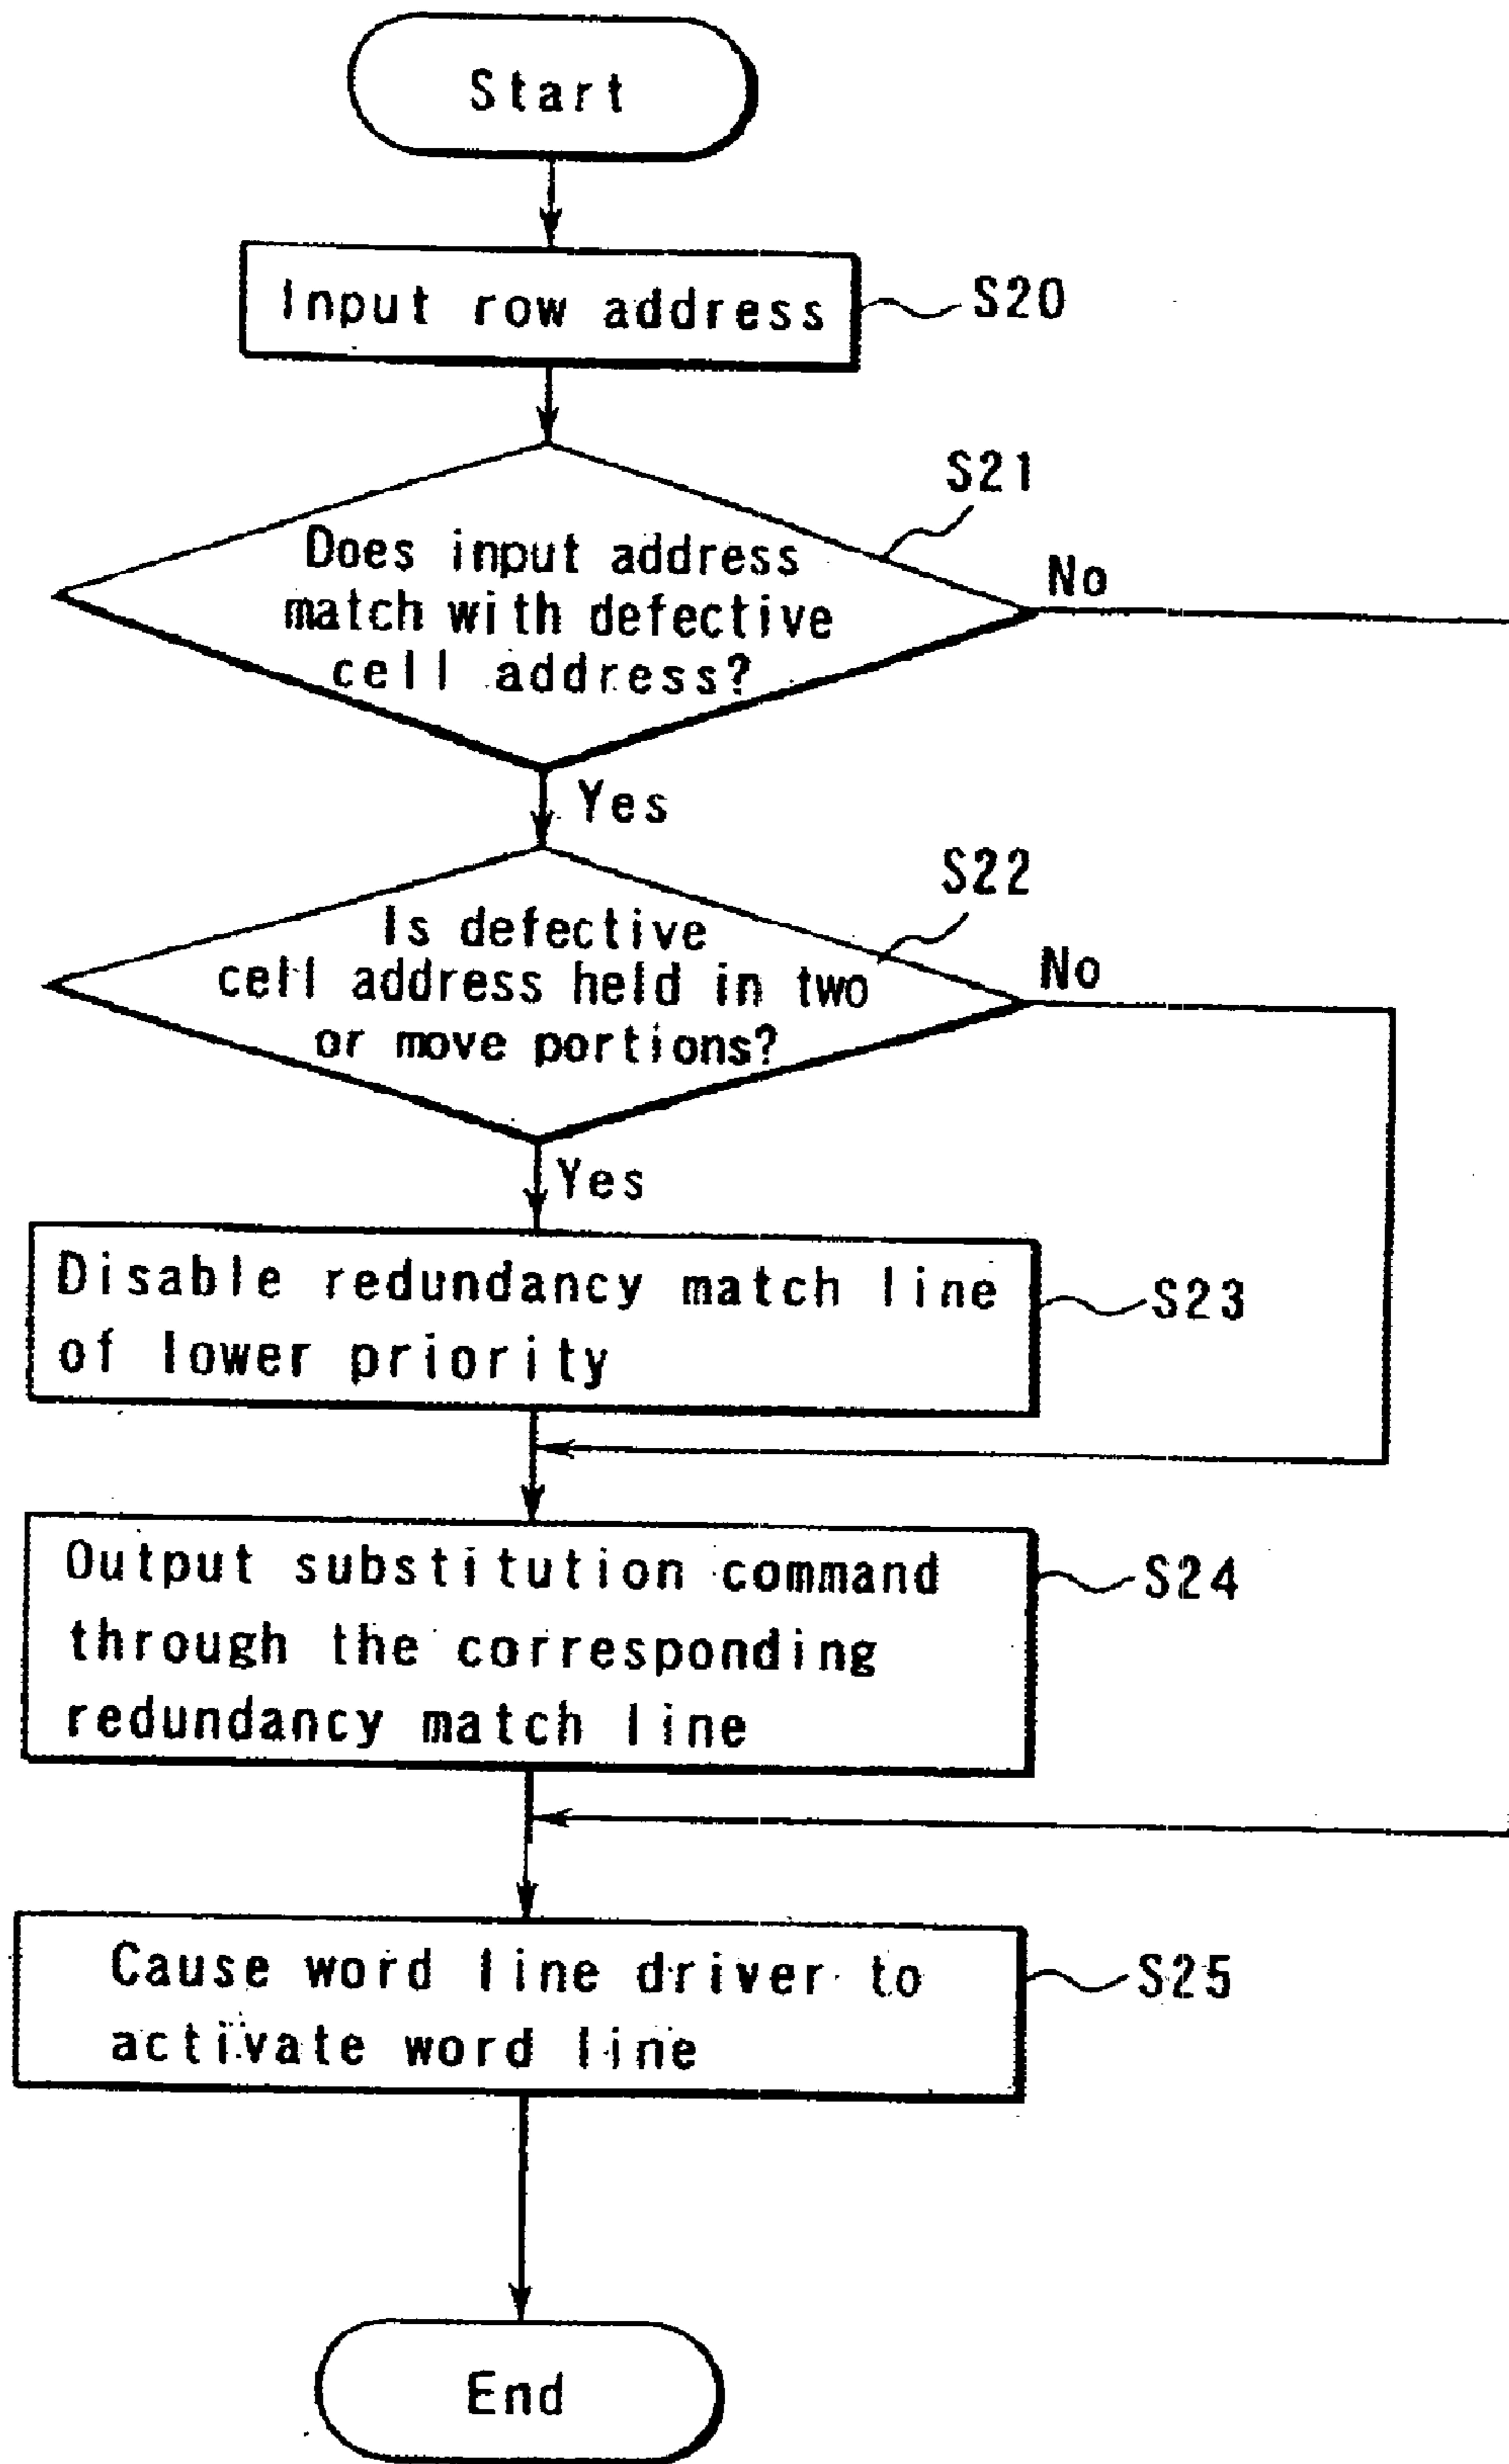 Start
Input row address
S20
S21
Does input address
match with defective
cell address?
No
Yes
S22
Is defective
cell address held in two
or move portions?
No
Yes
Disable redundancy match line
of lower priority
S23
Output substitution command
through the corresponding
redundancy match line
S24
Cause word line driver to
activate word line
S25
End